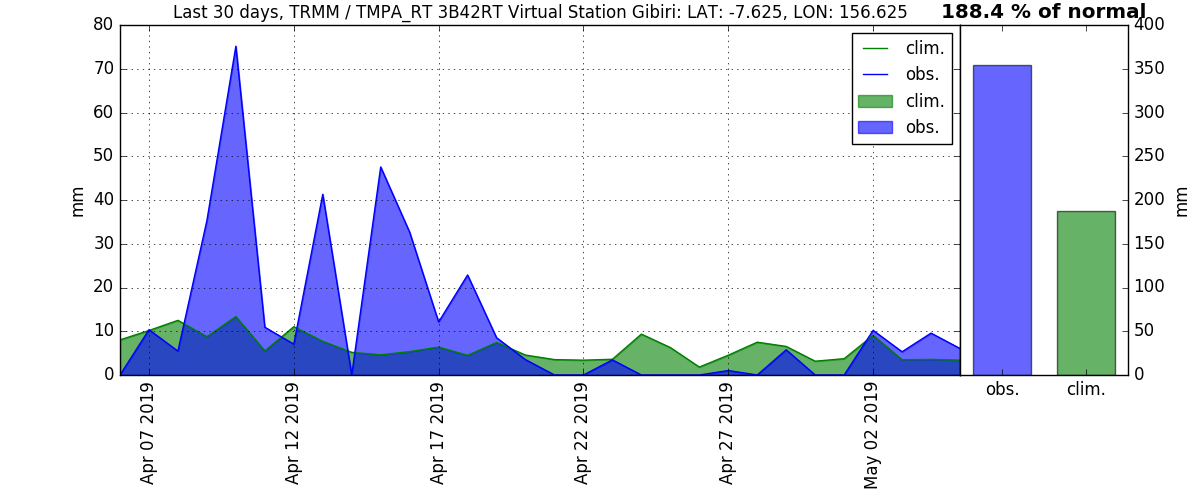 Last 30 days, TRMM / TMPA_RT 3B42RT Virtual Station Gibiri: LAT: -7.625, LON: 156.625
188.4 % of normal
80
70
60
50
40
30
20
10
0
mm
clim.
obs.
clim.
obs.
Apr 07 2019
Apr 12 2019
Apr 17 2019
Apr 22 2019
Apr 27 2019
May 02 2019
400
350
300
250
200
150
100
50
0
mm
obs.
clim.